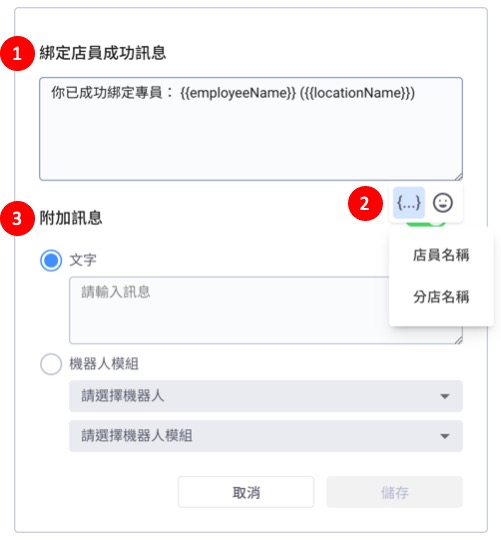 1 綁定店員成功訊息
你已成功綁定專員： {{employeeName}} ({{locationName}})
2 {...}
3 附加訊息
店員名稱
文字
分店名稱
請輸入訊息
機器人模組
請選擇機器人
請選擇機器人模組
取消 儲存